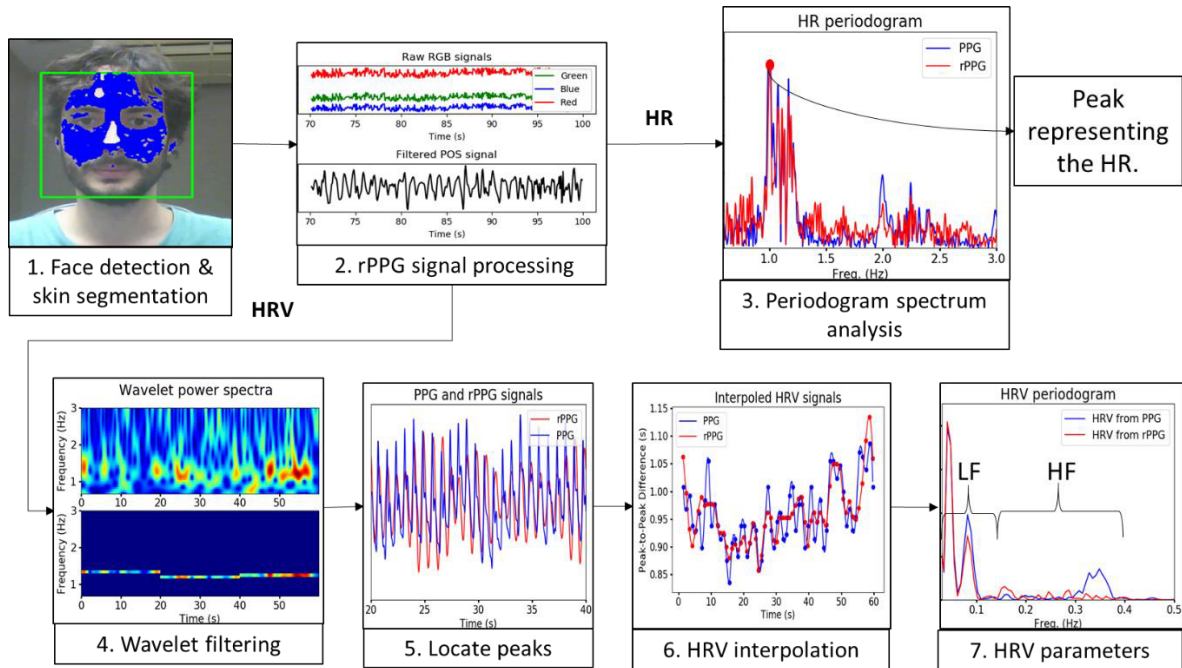 Raw RGB signals
Green
Blue
Red
70 75 80 85 90 95 100
Time (s)
Filtered POS signal
70 75 80 85 90 95 100
Time (s)
1. Face detection &
skin segmentation
2. rPPG signal processing
HR
HR periodogram
PPG
rPPG
1.0 1.5 2.0 2.5 3.0
Freq. (Hz)
3. Periodogram spectrum
analysis
Peak
representing
the HR.
HRV
Wavelet power spectra
Frequency (Hz)
3
2
1
0 10 20 30 40 50
Frequency (Hz)
3
2
1
0 10 20 30 40 50
Time (s)
4. Wavelet filtering
PPG and rPPG signals
rPPG
PPG
20 25 30 35 40
Time (s)
5. Locate peaks
Interpoled HRV signals
PPG
rPPG
Peak-to-Peak Difference (s)
1.15
1.10
1.05
1.00
0.95
0.90
0.85
0 10 20 30 40 50 60
Time (s)
6. HRV interpolation
HRV periodogram
HRV from PPG
HRV from rPPG
LF
HF
0.1 0.2 0.3 0.4 0.5
Freq. (Hz)
7. HRV parameters